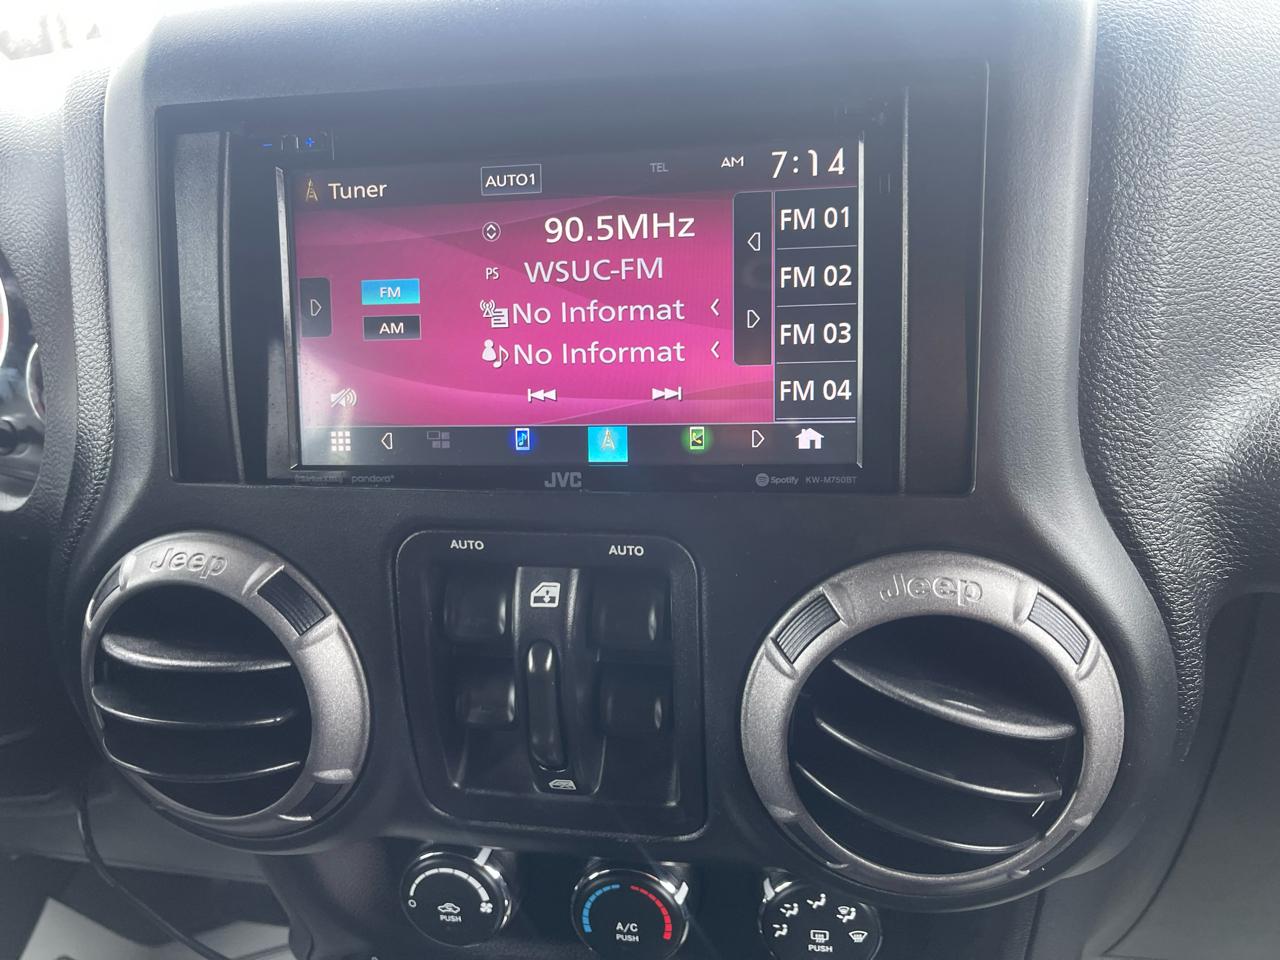 - +
Tuner
AUTO1
TEL
AM 7:14
90.5MHz
PS WSUC-FM
No Informat
No Informat
FM
AM
FM 01
FM 02
FM 03
FM 04
pandora
JVC
Spotify KW-M750BT
AUTO AUTO
Jeep
Jeep
PUSH
A/C
PUSH
PUSH